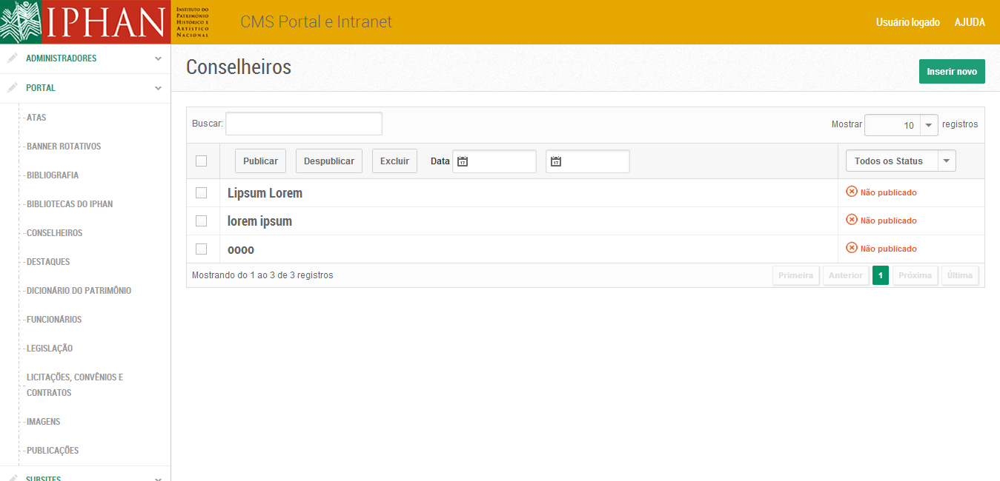 IPHAN
INSTITUTO DO
PATRIMÔNIO
HISTÓRICO E
ARTÍSTICO
NACIONAL
CMS Portal e Intranet
Usuário logado AJUDA
ADMINISTRADORES
PORTAL
ATAS
BANNER ROTATIVOS
BIBLIOGRAFIA
BIBLIOTECAS DO IPHAN
CONSELHEIROS
DESTAQUES
DICIONÁRIO DO PATRIMÔNIO
FUNCIONÁRIOS
LEGISLAÇÃO
LICITAÇÕES, CONVÊNIOS E
CONTRATOS
IMAGENS
PUBLICAÇÕES
SUBSITES
Conselheiros
Inserir novo
Buscar: Mostrar 10 registros
Publicar Despublicar Excluir Data 17 17 Todos os Status
Lipsum Lorem Não publicado
lorem ipsum Não publicado
oooo Não publicado
Mostrando do 1 ao 3 de 3 registros Primeira Anterior 1 Próxima Última